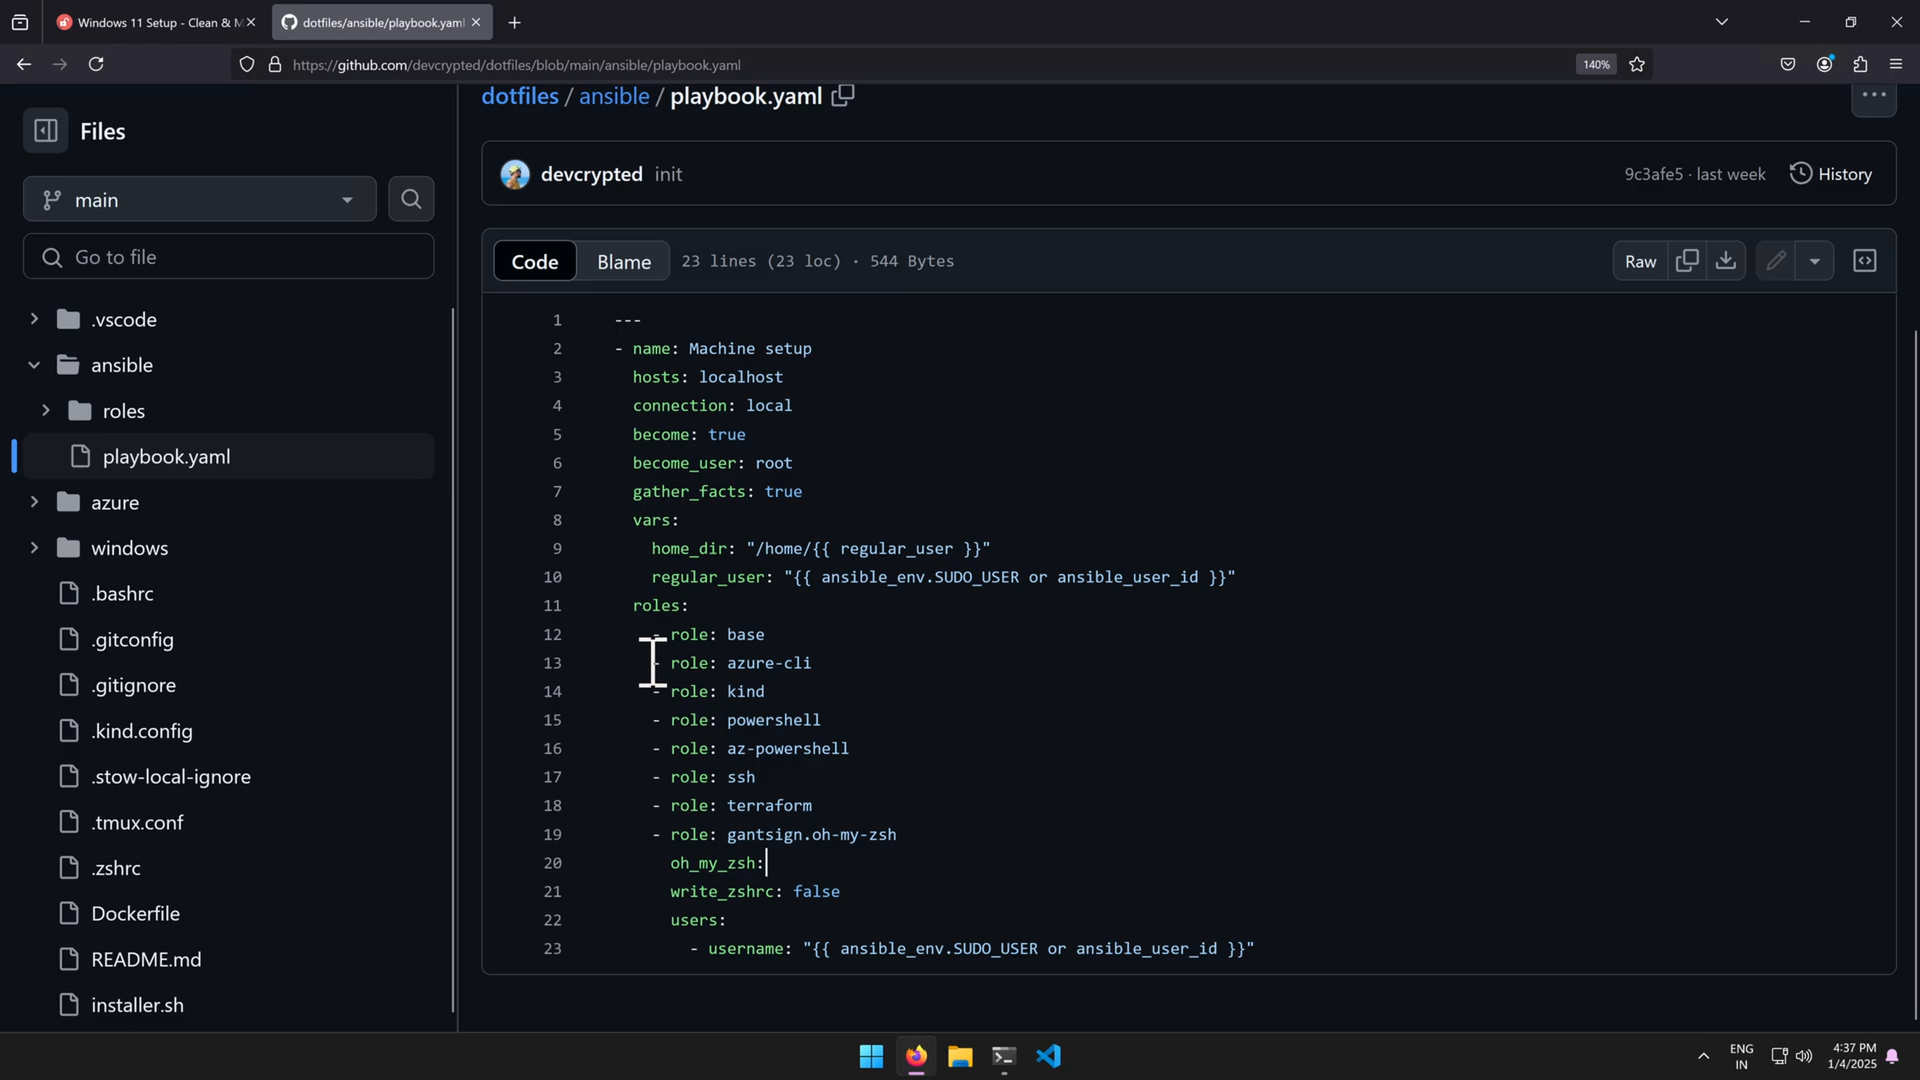 Windows 11 Setup - Clean & M
dotfiles/ansible/playbook.yaml
https://github.com/devcrypted/dotfiles/blob/main/ansible/playbook.yaml
140%
dotfiles / ansible / playbook.yaml
Files
main
Go to file
.vscode
ansible
roles
playbook.yaml
azure
windows
.bashrc
.gitconfig
.gitignore
.kind.config
.stow-local-ignore
.tmux.conf
.zshrc
Dockerfile
README.md
installer.sh
devcrypted init
9c3afe5 · last week
History
Code
Blame
23 lines (23 loc) · 544 Bytes
Raw
1 ---
2 - name: Machine setup
3 hosts: localhost
4 connection: local
5 become: true
6 become_user: root
7 gather_facts: true
8 vars:
9 home_dir: "/home/{{ regular_user }}"
10 regular_user: "{{ ansible_env.SUDO_USER or ansible_user_id }}"
11 roles:
12 - role: base
13 - role: azure-cli
14 - role: kind
15 - role: powershell
16 - role: az-powershell
17 - role: ssh
18 - role: terraform
19 - role: gantsign.oh-my-zsh
20 oh_my_zsh:
21 write_zshrc: false
22 users:
23 - username: "{{ ansible_env.SUDO_USER or ansible_user_id }}"
ENG
IN
4:37 PM
1/4/2025